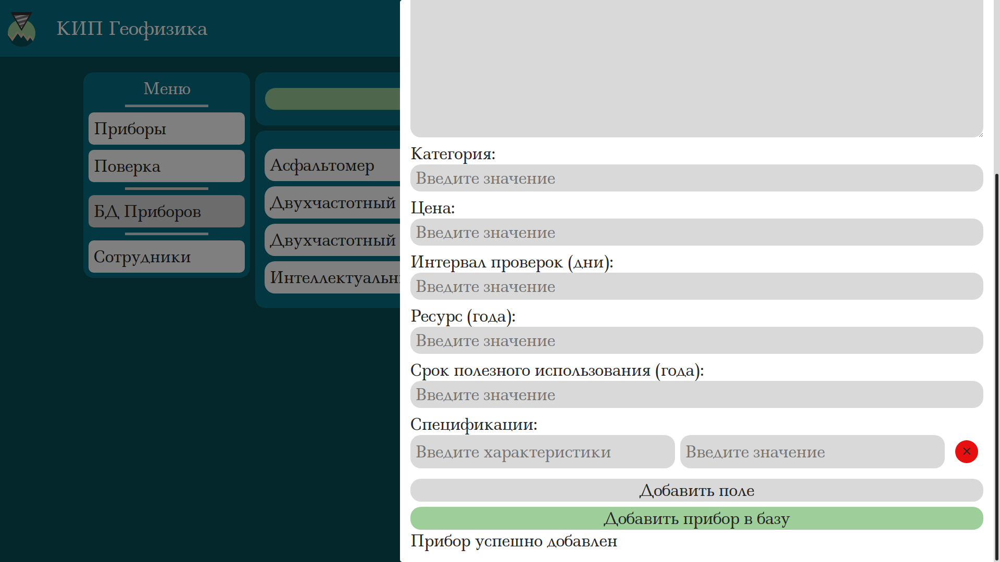 КИП Геофизика
Меню
Приборы
Поверка
БД Приборов
Сотрудники
Асфальтомер
Двухчастотный
Двухчастотный
Категория:
Введите значение
Цена:
Введите значение
Интервал проверок (дни):
Введите значение
Ресурс (года):
Введите значение
Срок полезного использования (года):
Введите значение
Спецификации:
Введите характеристики Введите значение ×
Добавить поле
Добавить прибор в базу
Прибор успешно добавлен